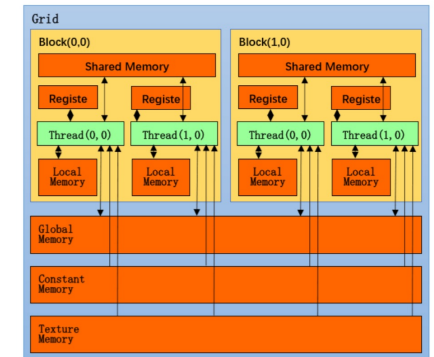 Grid
Block(0,0)
Block(1,0)
Shared Memory
Shared Memory
Registe
Registe
Registe
Registe
Thread(0,0)
Thread(1,0)
Thread(0,0)
Thread(1,0)
Local
Memory
Local
Memory
Local
Memory
Local
Memory
Global
Memory
Constant
Memory
Texture
Memory